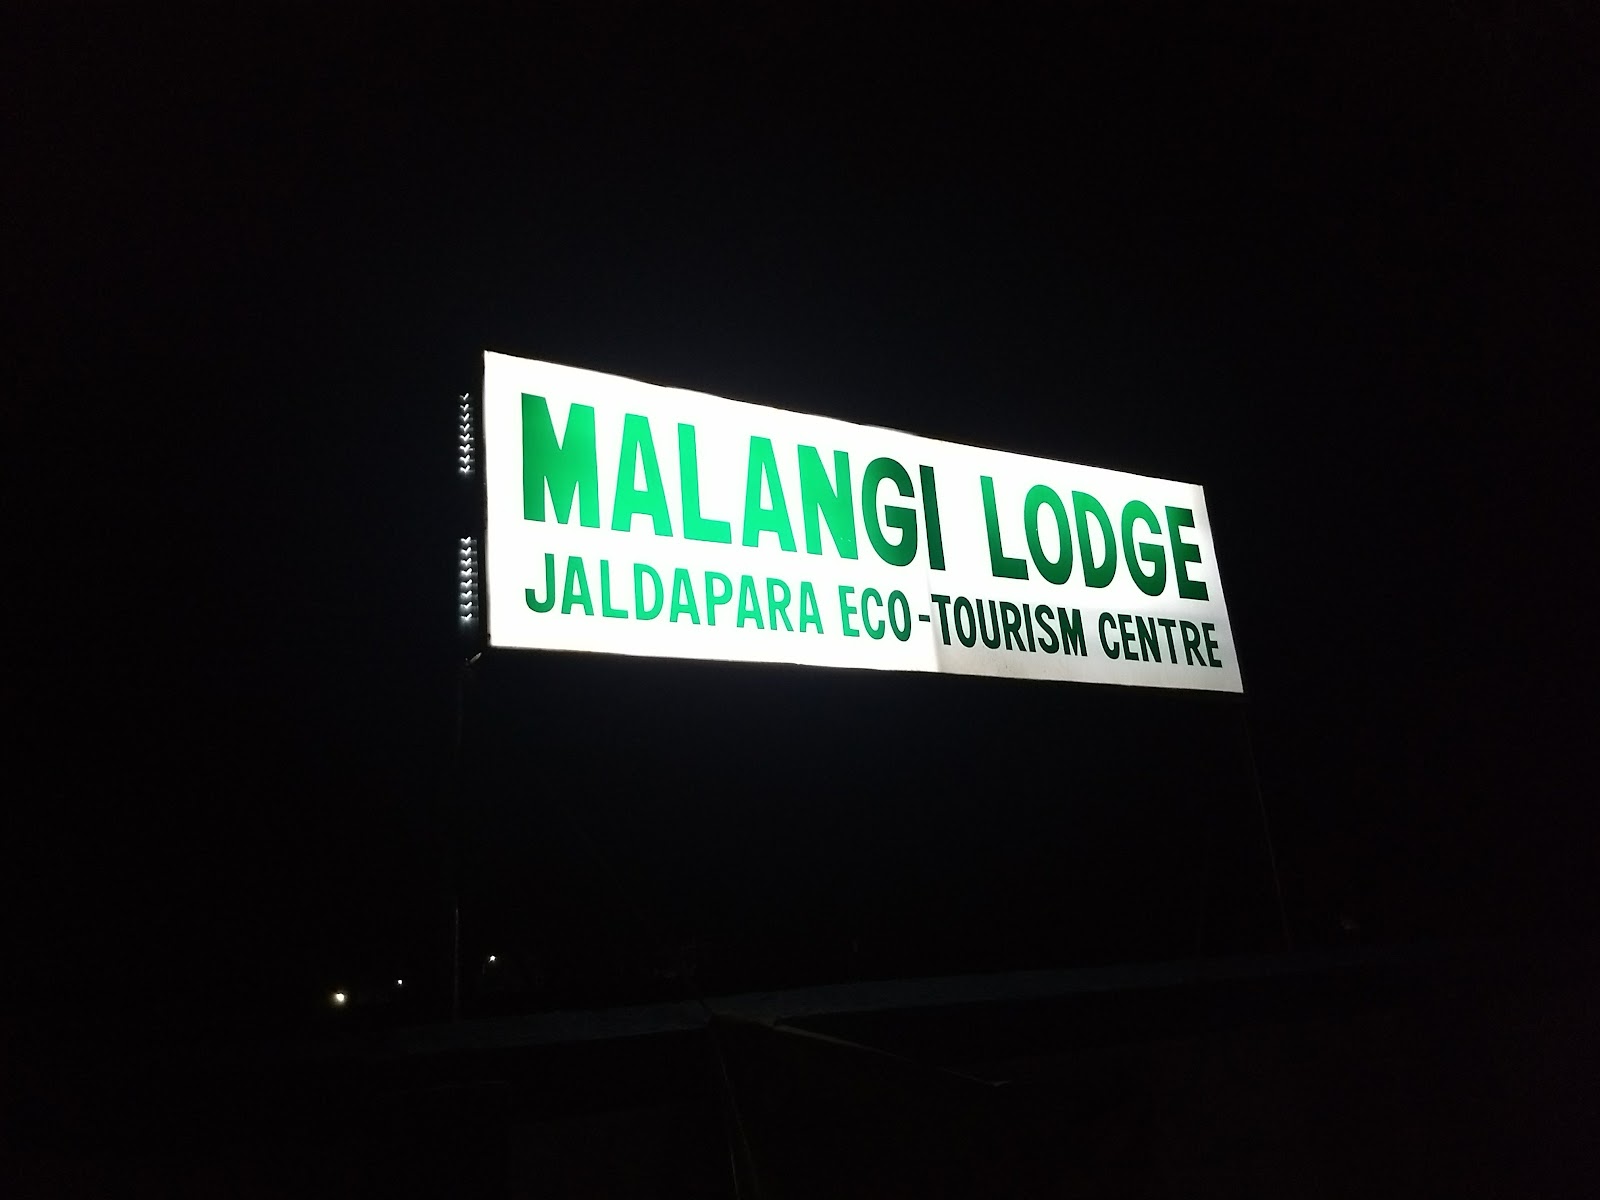 MALANGI LODGE
JALDAPARA ECO-TOURISM CENTRE